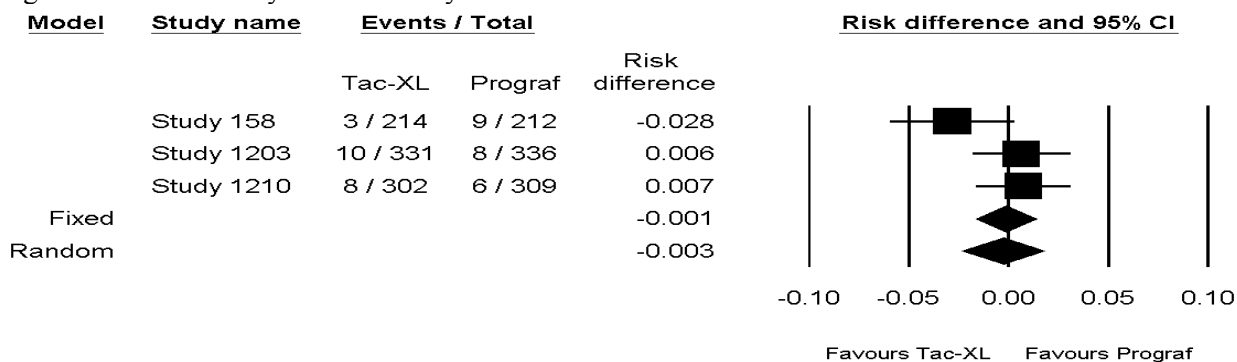 Model Study name Events / Total Risk difference and 95% CI
Risk
Tac-XL Prograf difference
Study 158 3 / 214 9 / 212 -0.028
Study 1203 10 / 331 8 / 336 0.006
Study 1210 8 / 302 6 / 309 0.007
Fixed -0.001
Random -0.003
-0.10 -0.05 0.00 0.05 0.10
Favours Tac-XL Favours Prograf